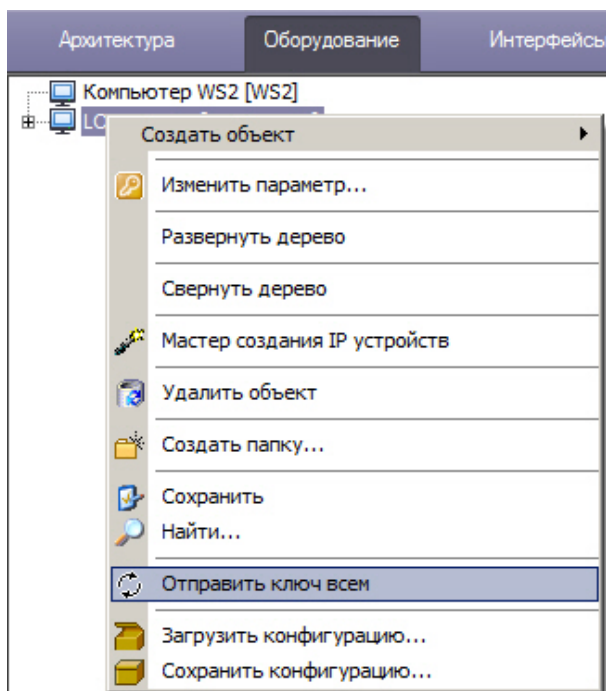 Архитектура Оборудование Интерфейсы
Компьютер WS2 [WS2]
Создать объект
Изменить параметр...
Развернуть дерево
Свернуть дерево
Мастер создания IP устройств
Удалить объект
Создать папку...
Сохранить
Найти...
Отправить ключ всем
Загрузить конфигурацию...
Сохранить конфигурацию...